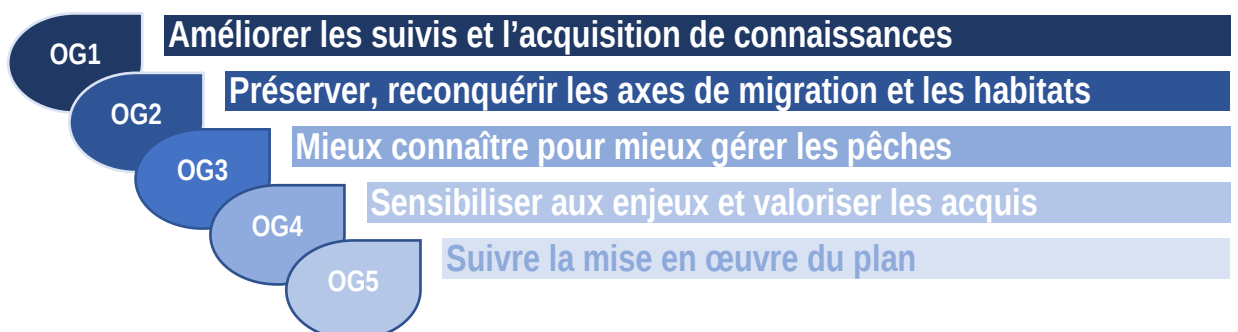 OG1
Améliorer les suivis et l’acquisition de connaissances
OG2
Préserver, reconquérir les axes de migration et les habitats
OG3
Mieux connaître pour mieux gérer les pêches
OG4
Sensibiliser aux enjeux et valoriser les acquis
OG5
Suivre la mise en œuvre du plan